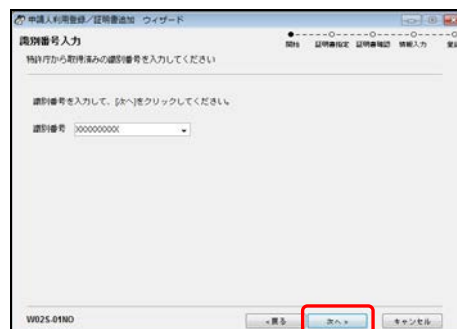 申請人利用登録／証明書追加 ウィザード
識別番号入力
開始 証明書指定 証明書確認 情報入力
特許庁から取得済みの識別番号を入力してください
識別番号を入力して、[次へ]をクリックしてください。
識別番号 XXXXXXXXX
W02S-01NO
<戻る 次へ> キャンセル